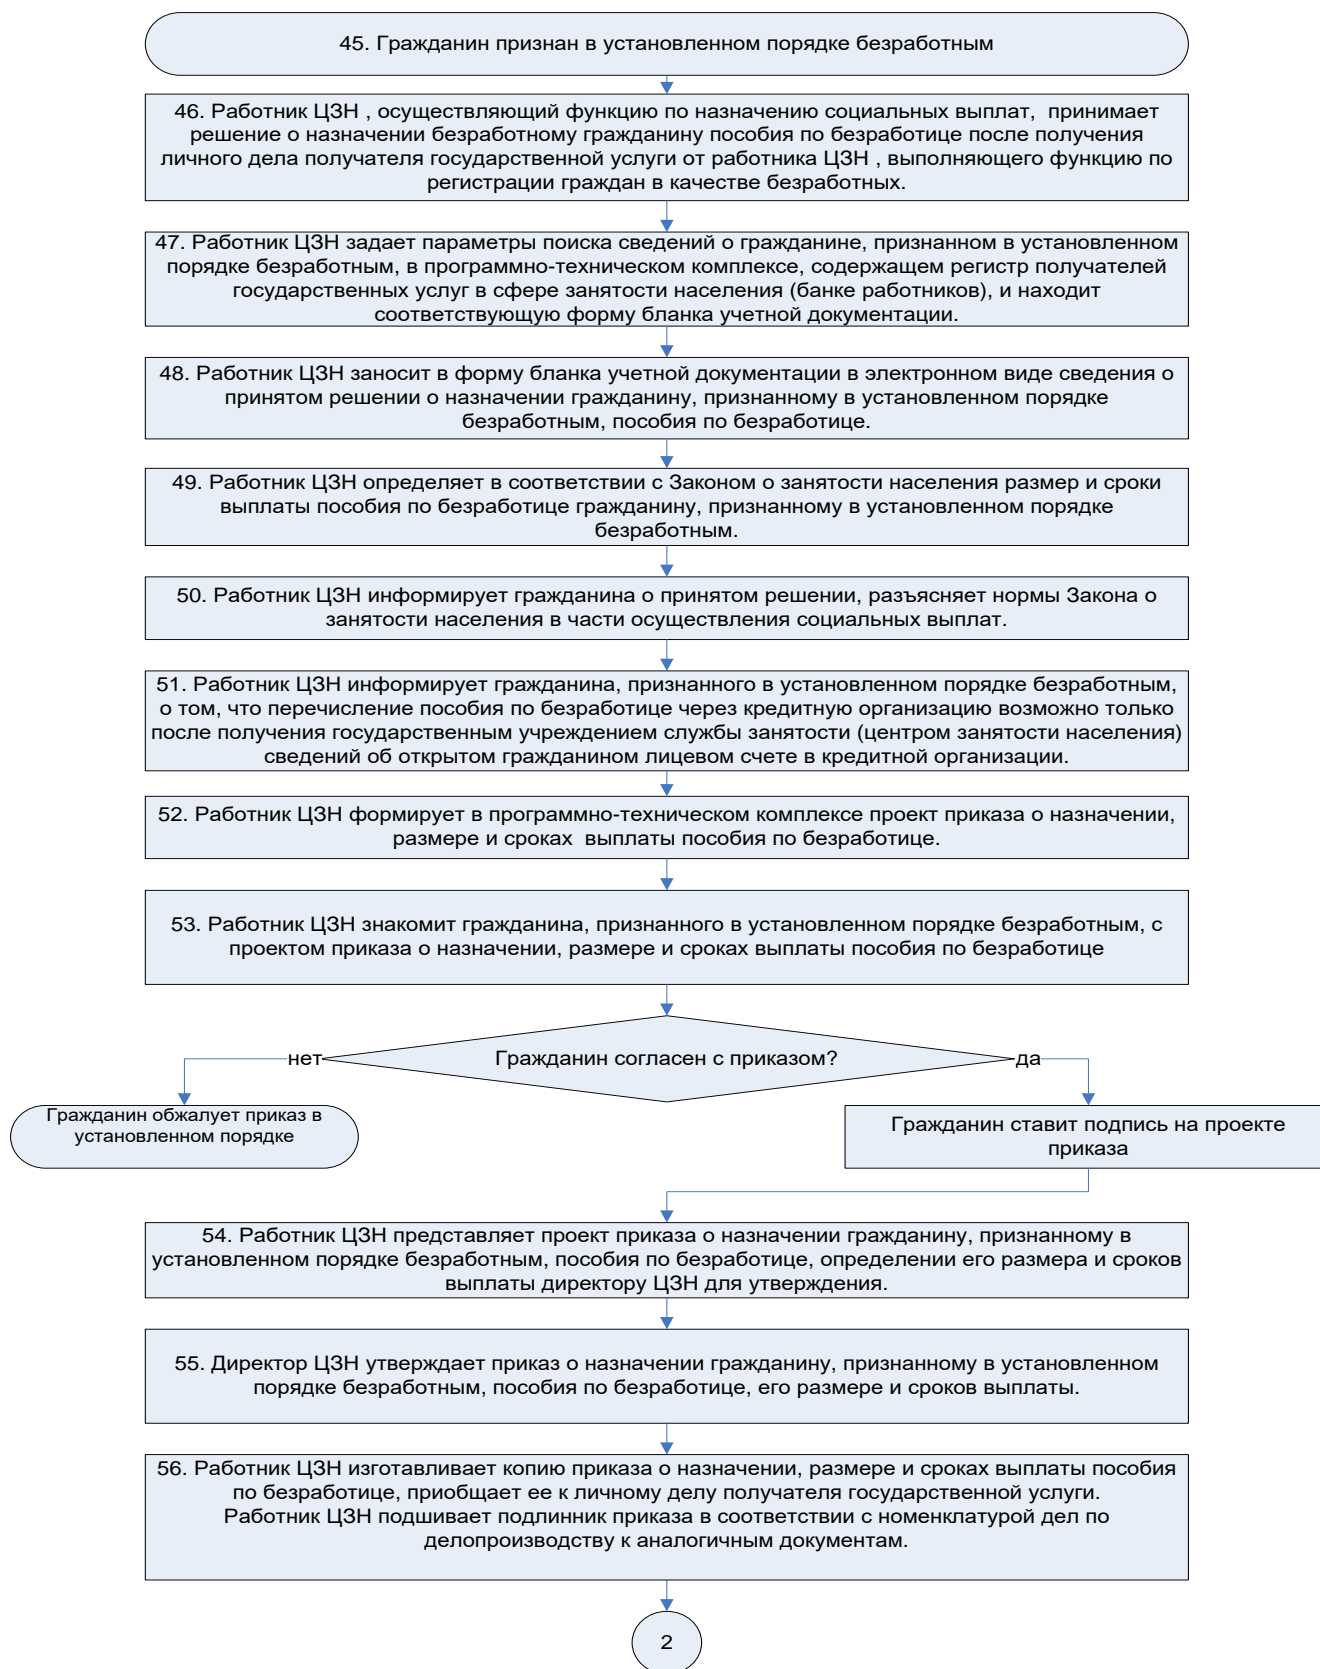 45. Гражданин признан в установленном порядке безработным
46. Работник ЦЗН , осуществляющий функцию по назначению социальных выплат,  принимает
решение о назначении безработному гражданину пособия по безработице после получения
личного дела получателя государственной услуги от работника ЦЗН , выполняющего функцию по
регистрации граждан в качестве безработных.
47. Работник ЦЗН задает параметры поиска сведений о гражданине, признанном в установленном
порядке безработным, в программно-техническом комплексе, содержащем регистр получателей
государственных услуг в сфере занятости населения (банке работников), и находит
соответствующую форму бланка учетной документации.
48. Работник ЦЗН заносит в форму бланка учетной документации в электронном виде сведения о
принятом решении о назначении гражданину, признанному в установленном порядке
безработным, пособия по безработице.
49. Работник ЦЗН определяет в соответствии с Законом о занятости населения размер и сроки
выплаты пособия по безработице гражданину, признанному в установленном порядке
безработным.
50. Работник ЦЗН информирует гражданина о принятом решении, разъясняет нормы Закона о
занятости населения в части осуществления социальных выплат.
51. Работник ЦЗН информирует гражданина, признанного в установленном порядке безработным,
о том, что перечисление пособия по безработице через кредитную организацию возможно только
после получения государственным учреждением службы занятости (центром занятости населения)
сведений об открытом гражданином лицевом счете в кредитной организации.
52. Работник ЦЗН формирует в программно-техническом комплексе проект приказа о назначении,
размере и сроках  выплаты пособия по безработице.
53. Работник ЦЗН знакомит гражданина, признанного в установленном порядке безработным, с
проектом приказа о назначении, размере и сроках выплаты пособия по безработице
нет
Гражданин согласен с приказом?
да
Гражданин обжалует приказ в
установленном порядке
Гражданин ставит подпись на проекте
приказа
54. Работник ЦЗН представляет проект приказа о назначении гражданину, признанному в
установленном порядке безработным, пособия по безработице, определении его размера и сроков
выплаты директору ЦЗН для утверждения.
55. Директор ЦЗН утверждает приказ о назначении гражданину, признанному в установленном
порядке безработным, пособия по безработице, его размере и сроков выплаты.
56. Работник ЦЗН изготавливает копию приказа о назначении, размере и сроках выплаты пособия
по безработице, приобщает ее к личному делу получателя государственной услуги.
Работник ЦЗН подшивает подлинник приказа в соответствии с номенклатурой дел по
делопроизводству к аналогичным документам.
2